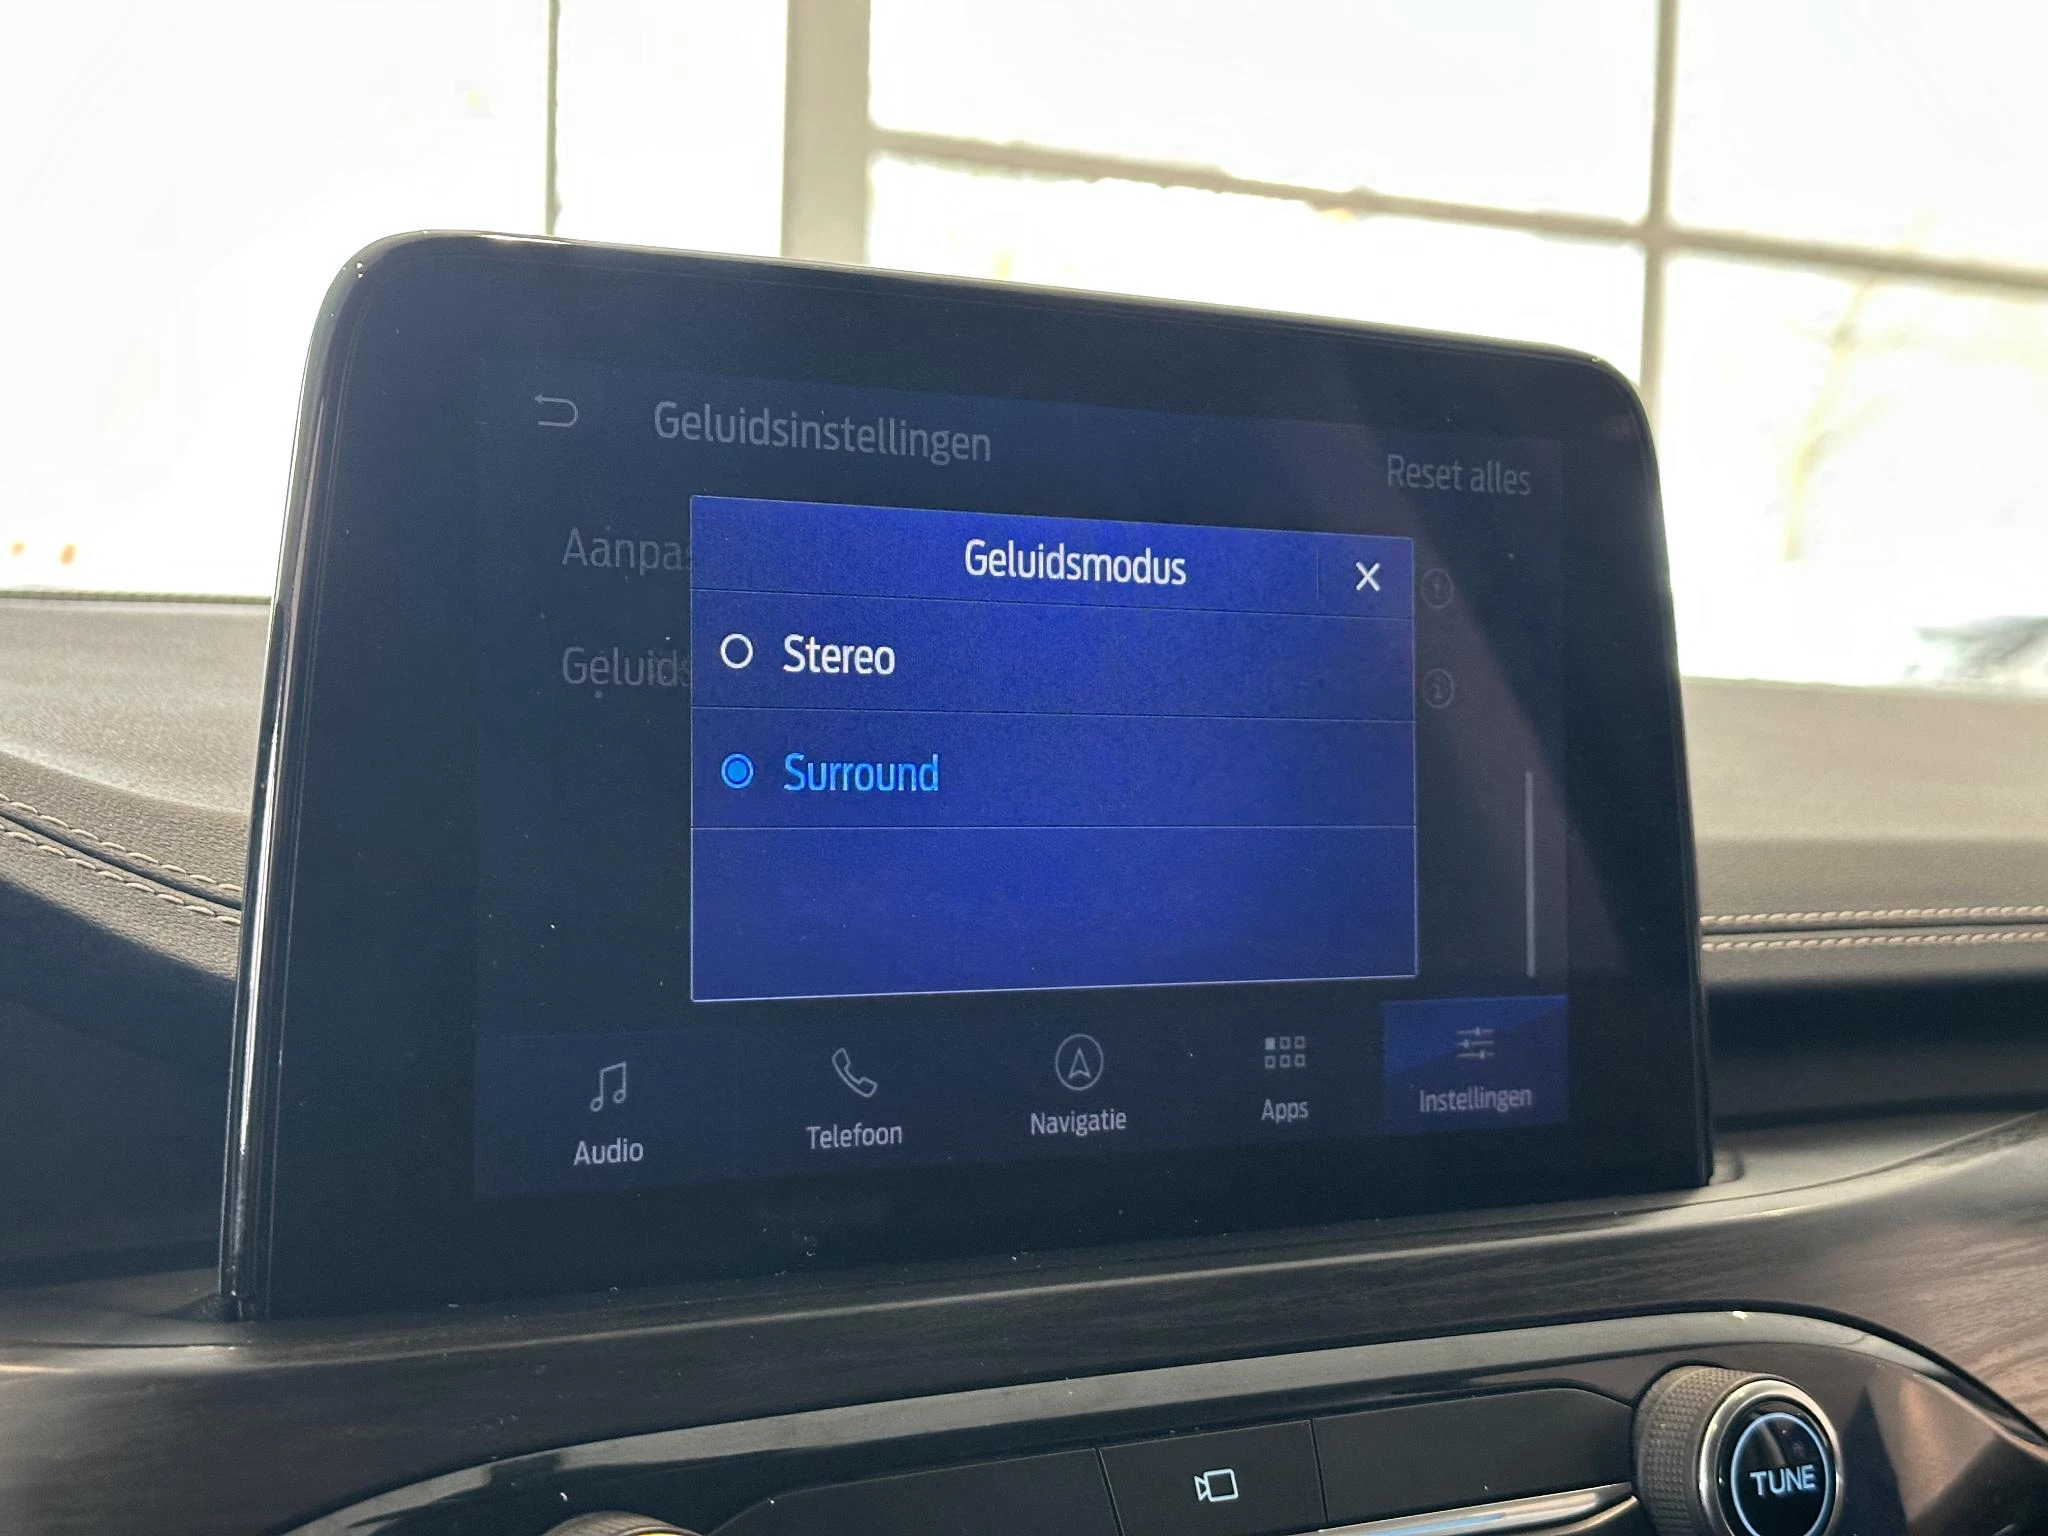 Geluidsinstellingen
Reset alles
Geluidsmodus
Stereo
Surround
Audio
Telefoon
Navigatie
Apps
Instellingen
TUNE